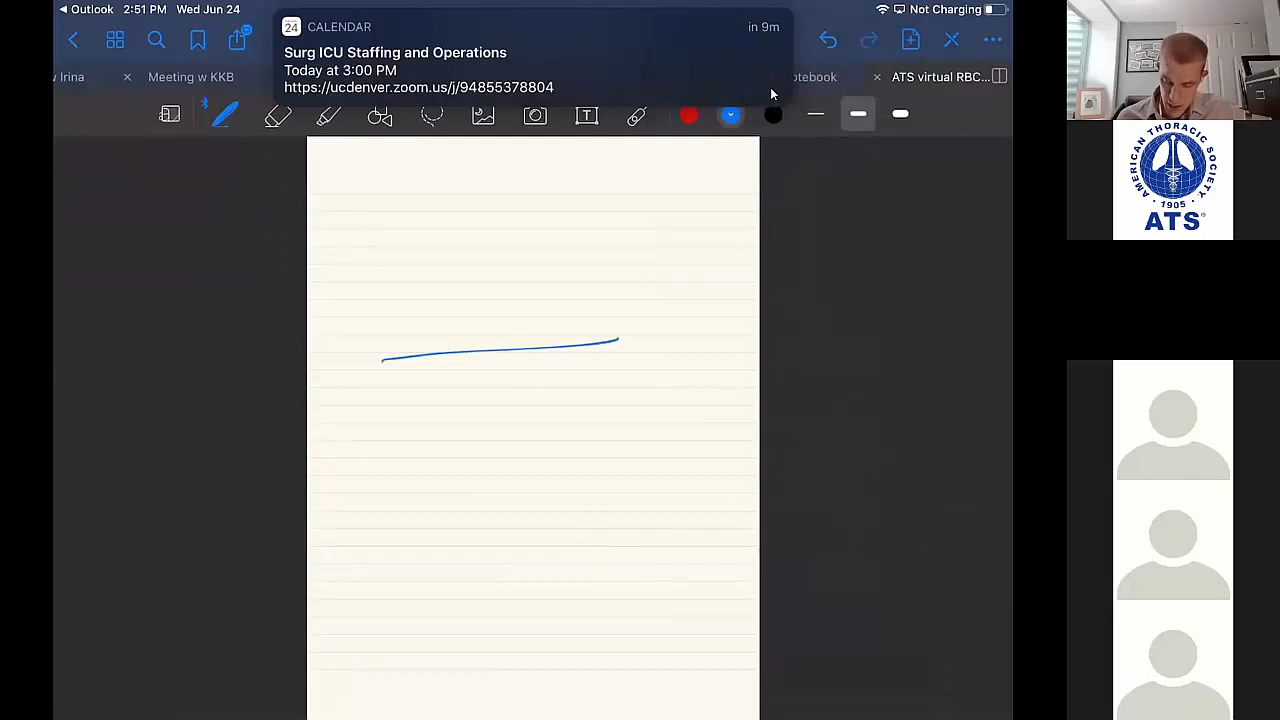 Outlook 2:51 PM Wed Jun 24
Not Charging
24
CALENDAR
in 9m
Surg ICU Staffing and Operations
Today at 3:00 PM
https://ucdenver.zoom.us/j/94855378804
Irina
Meeting w KKB
ATS virtual RBC...
T
AMERICAN THORACIC SOCIETY
1905
ATS